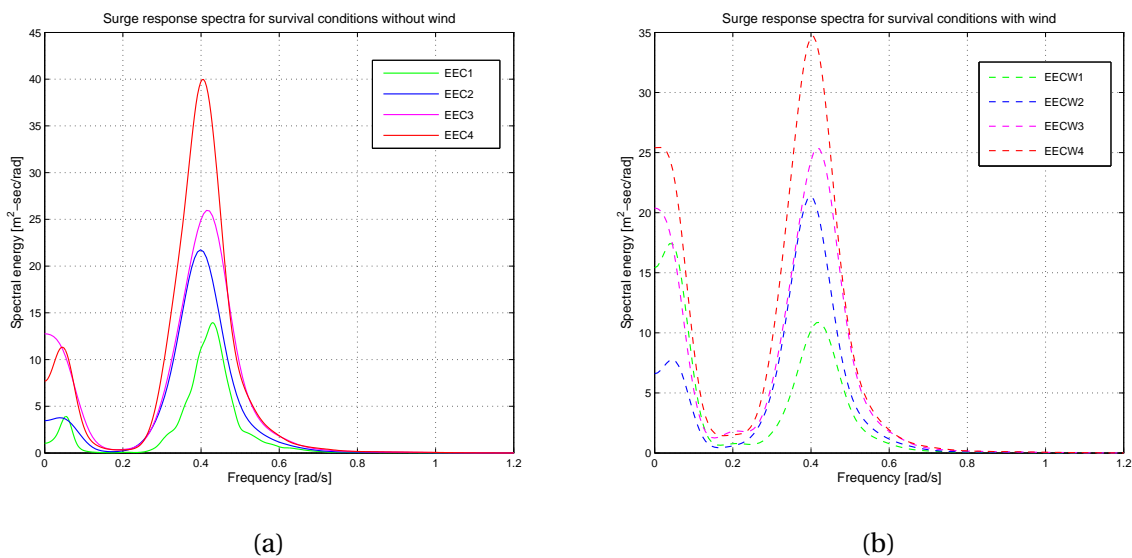 Surge response spectra for survival conditions without wind
45
40
35
30
25
20
15
10
5
0
0
0.2
0.4
0.6
0.8
1
1.2
Spectral energy [m²−sec/rad]
Frequency [rad/s]
EEC1
EEC2
EEC3
EEC4
(a)
Surge response spectra for survival conditions with wind
35
30
25
20
15
10
5
0
0
0.2
0.4
0.6
0.8
1
1.2
Spectral energy [m²−sec/rad]
Frequency [rad/s]
EECW1
EECW2
EECW3
EECW4
(b)